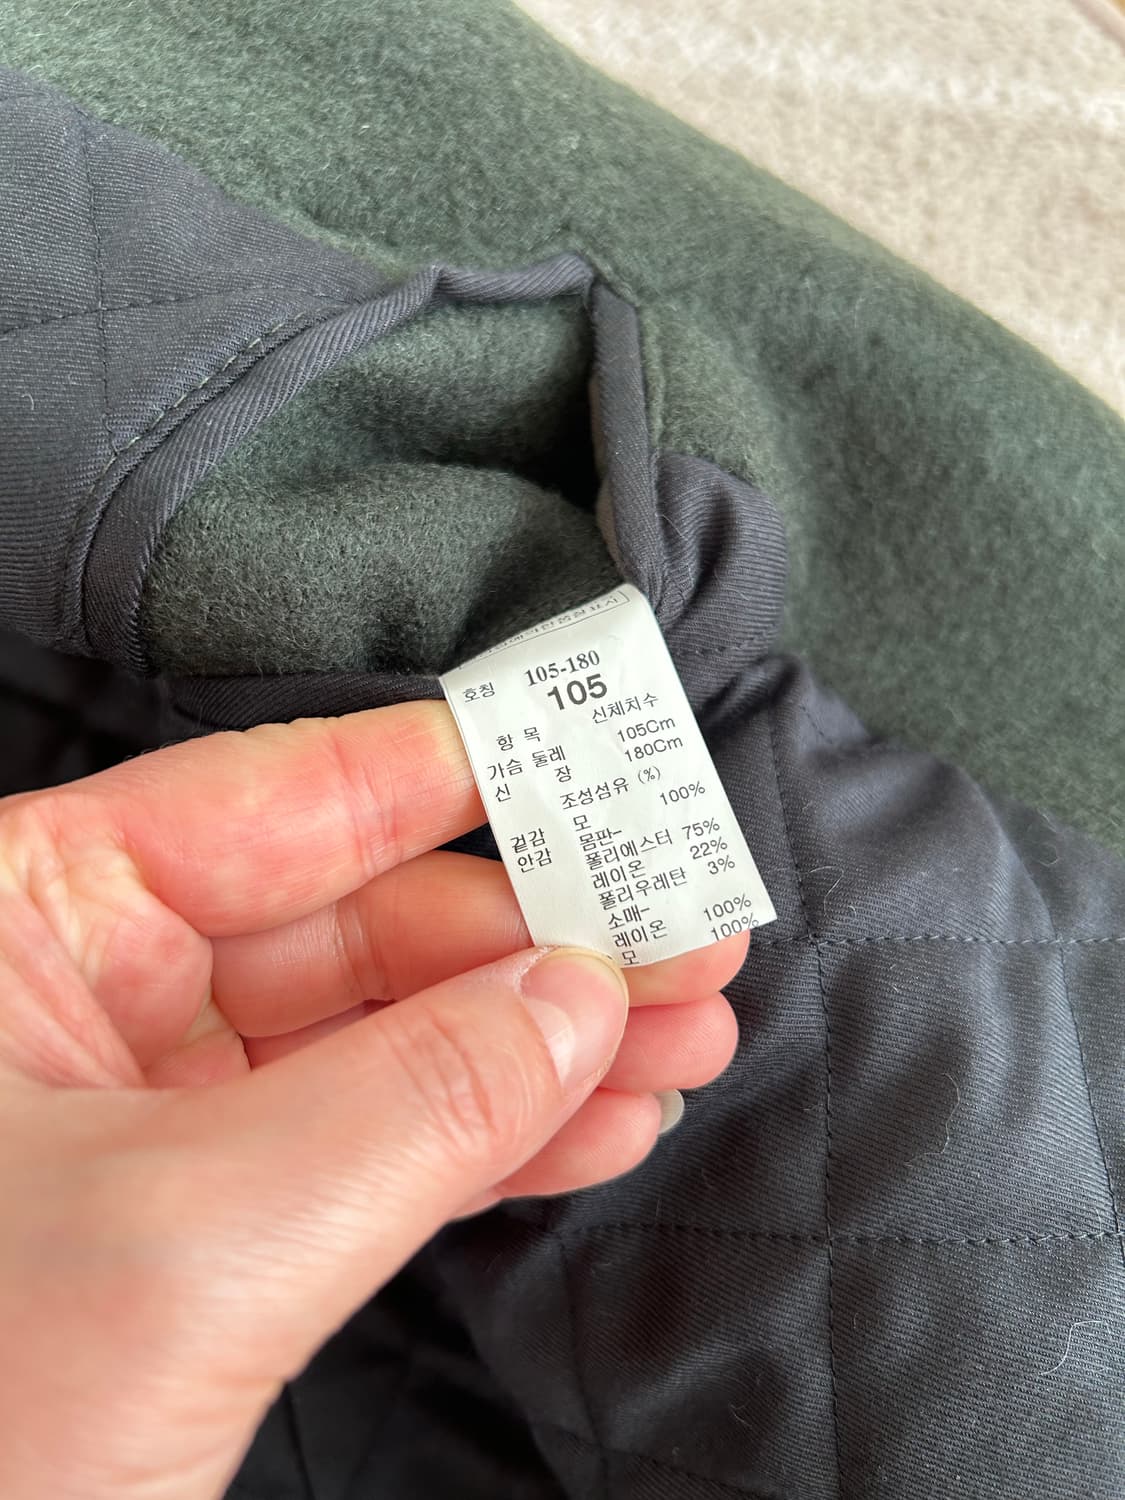 호칭 105-180
105
항 목 신체치수
가슴 둘레 105Cm
신 장 180Cm
조성섬유 (%)
겉감 모 100%
안감 몸판-
폴리에스터 75%
레이온 22%
폴리우레탄 3%
소매-
레이온 100%
모 100%